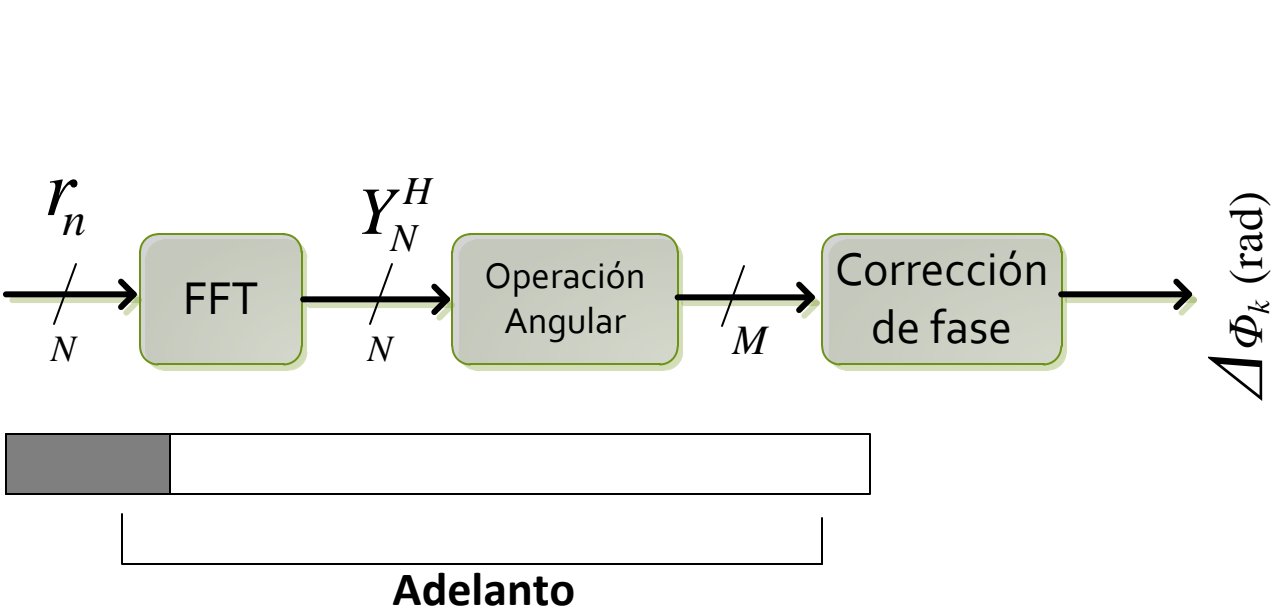 r_n
N
FFT
Y_N^H
N
Operación
Angular
M
Corrección
de fase
ΔΦ_k (rad)
Adelanto